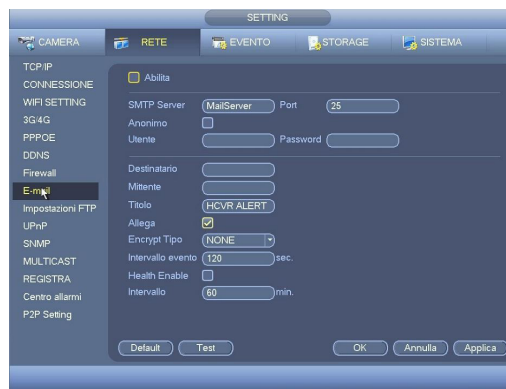 SETTING
CAMERA RETE EVENTO STORAGE SISTEMA
TCP/IP
CONNESSIONE
WIFI SETTING
3G/4G
PPPOE
DDNS
Firewall
E-mail
Impostazioni FTP
UPnP
SNMP
MULTICAST
REGISTRA
Centro allarmi
P2P Setting
Abilita
SMTP Server MailServer Port 25
Anonimo
Utente Password
Destinatario
Mittente
Titolo HCVR ALERT
Allega
Encrypt Tipo NONE
Intervallo evento 120 sec.
Health Enable
Intervallo 60 min.
Default Test OK Annulla Applica